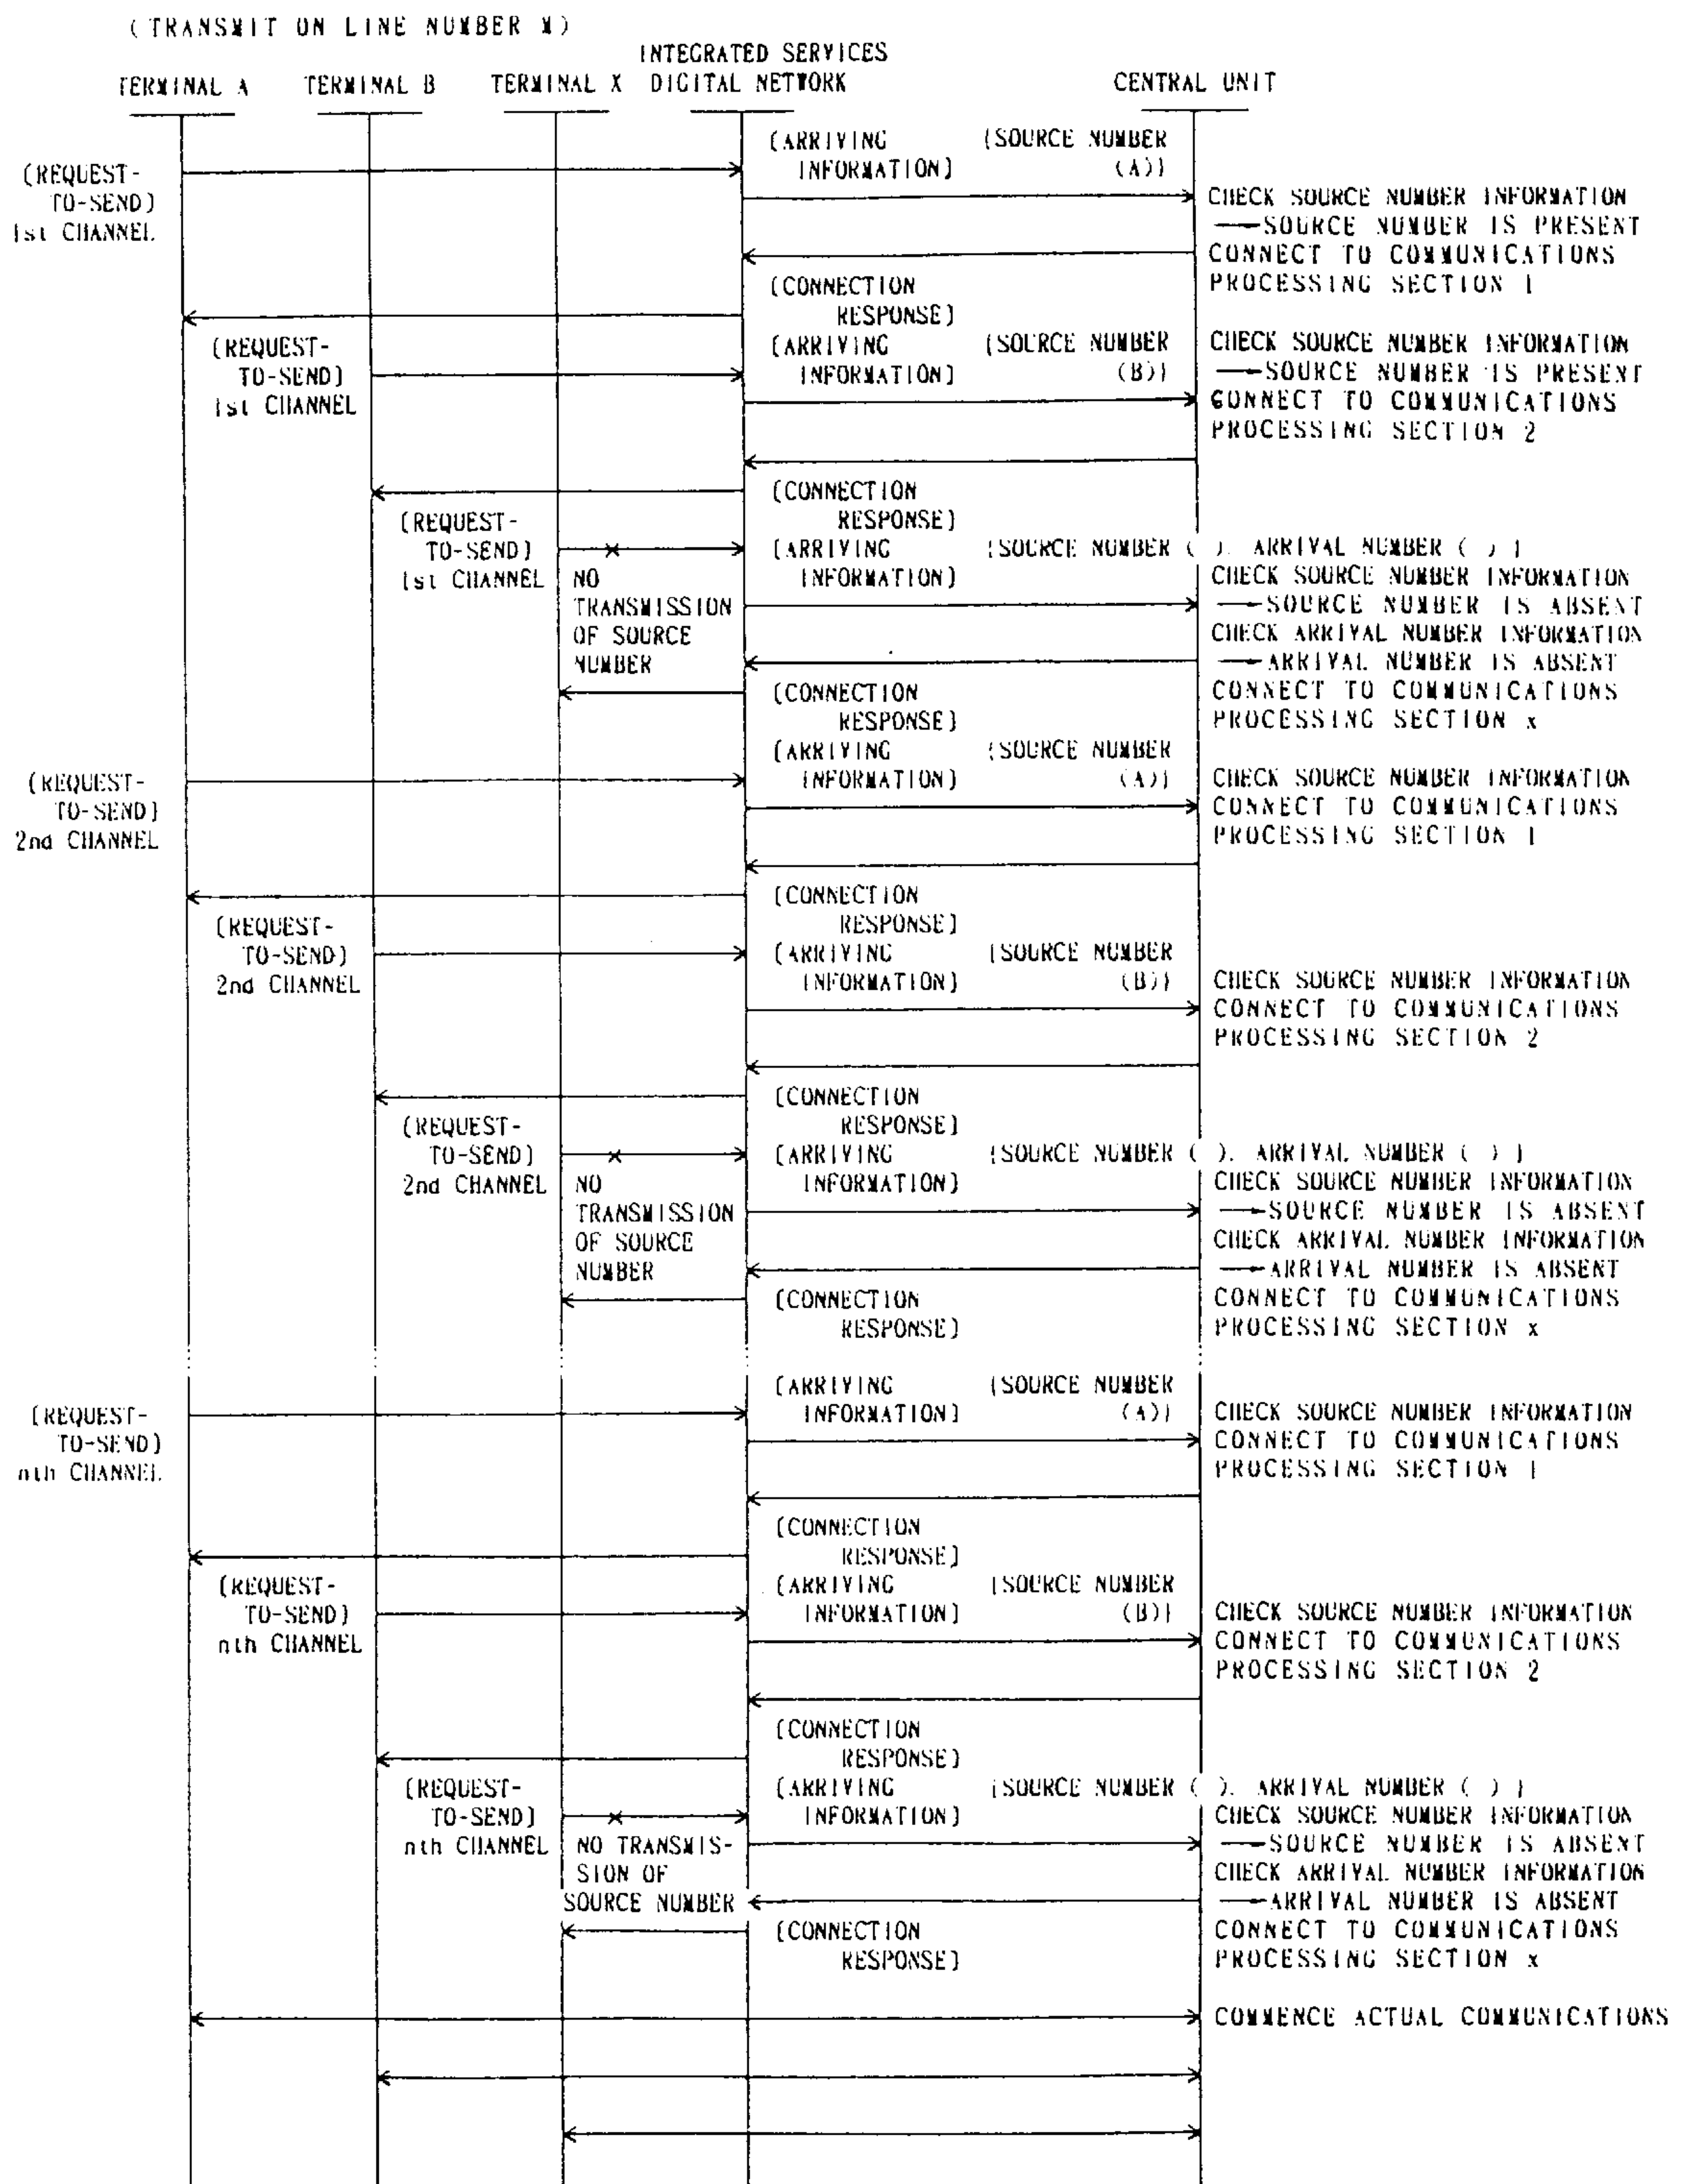 (TRANSMIT ON LINE NUMBER M)
INTEGRATED SERVICES
TERMINAL A TERMINAL B TERMINAL X DIGITAL NETWORK CENTRAL UNIT
[ARRIVING {SOURCE NUMBER
[REQUEST- INFORMATION] (A)}
TO-SEND] CHECK SOURCE NUMBER INFORMATION
1st CHANNEL → SOURCE NUMBER IS PRESENT
CONNECT TO COMMUNICATIONS
[CONNECTION PROCESSING SECTION 1
RESPONSE]
[REQUEST- [ARRIVING {SOURCE NUMBER CHECK SOURCE NUMBER INFORMATION
TO-SEND] INFORMATION] (B)} → SOURCE NUMBER IS PRESENT
1st CHANNEL CONNECT TO COMMUNICATIONS
PROCESSING SECTION 2
[CONNECTION
[REQUEST- RESPONSE]
TO-SEND] [ARRIVING {SOURCE NUMBER ( ). ARRIVAL NUMBER ( ) }
1st CHANNEL NO INFORMATION] CHECK SOURCE NUMBER INFORMATION
TRANSMISSION → SOURCE NUMBER IS ABSENT
OF SOURCE CHECK ARRIVAL NUMBER INFORMATION
NUMBER → ARRIVAL NUMBER IS ABSENT
[CONNECTION CONNECT TO COMMUNICATIONS
RESPONSE] PROCESSING SECTION x
[ARRIVING {SOURCE NUMBER
[REQUEST- INFORMATION] (A)} CHECK SOURCE NUMBER INFORMATION
TO-SEND] CONNECT TO COMMUNICATIONS
2nd CHANNEL PROCESSING SECTION 1
[CONNECTION
[REQUEST- RESPONSE]
TO-SEND] [ARRIVING {SOURCE NUMBER
2nd CHANNEL INFORMATION] (B)} CHECK SOURCE NUMBER INFORMATION
CONNECT TO COMMUNICATIONS
PROCESSING SECTION 2
[CONNECTION
[REQUEST- RESPONSE]
TO-SEND] [ARRIVING {SOURCE NUMBER ( ). ARRIVAL NUMBER ( ) }
2nd CHANNEL NO INFORMATION] CHECK SOURCE NUMBER INFORMATION
TRANSMISSION → SOURCE NUMBER IS ABSENT
OF SOURCE CHECK ARRIVAL NUMBER INFORMATION
NUMBER → ARRIVAL NUMBER IS ABSENT
[CONNECTION CONNECT TO COMMUNICATIONS
RESPONSE] PROCESSING SECTION x
[ARRIVING {SOURCE NUMBER
[REQUEST- INFORMATION] (A)} CHECK SOURCE NUMBER INFORMATION
TO-SEND] CONNECT TO COMMUNICATIONS
nth CHANNEL PROCESSING SECTION 1
[CONNECTION
RESPONSE]
[REQUEST- [ARRIVING {SOURCE NUMBER
TO-SEND] INFORMATION] (B)} CHECK SOURCE NUMBER INFORMATION
nth CHANNEL CONNECT TO COMMUNICATIONS
PROCESSING SECTION 2
[CONNECTION
RESPONSE]
[REQUEST- [ARRIVING {SOURCE NUMBER ( ). ARRIVAL NUMBER ( ) }
TO-SEND] INFORMATION] CHECK SOURCE NUMBER INFORMATION
nth CHANNEL NO TRANSMIS- → SOURCE NUMBER IS ABSENT
SION OF CHECK ARRIVAL NUMBER INFORMATION
SOURCE NUMBER → ARRIVAL NUMBER IS ABSENT
[CONNECTION CONNECT TO COMMUNICATIONS
RESPONSE] PROCESSING SECTION x
COMMENCE ACTUAL COMMUNICATIONS